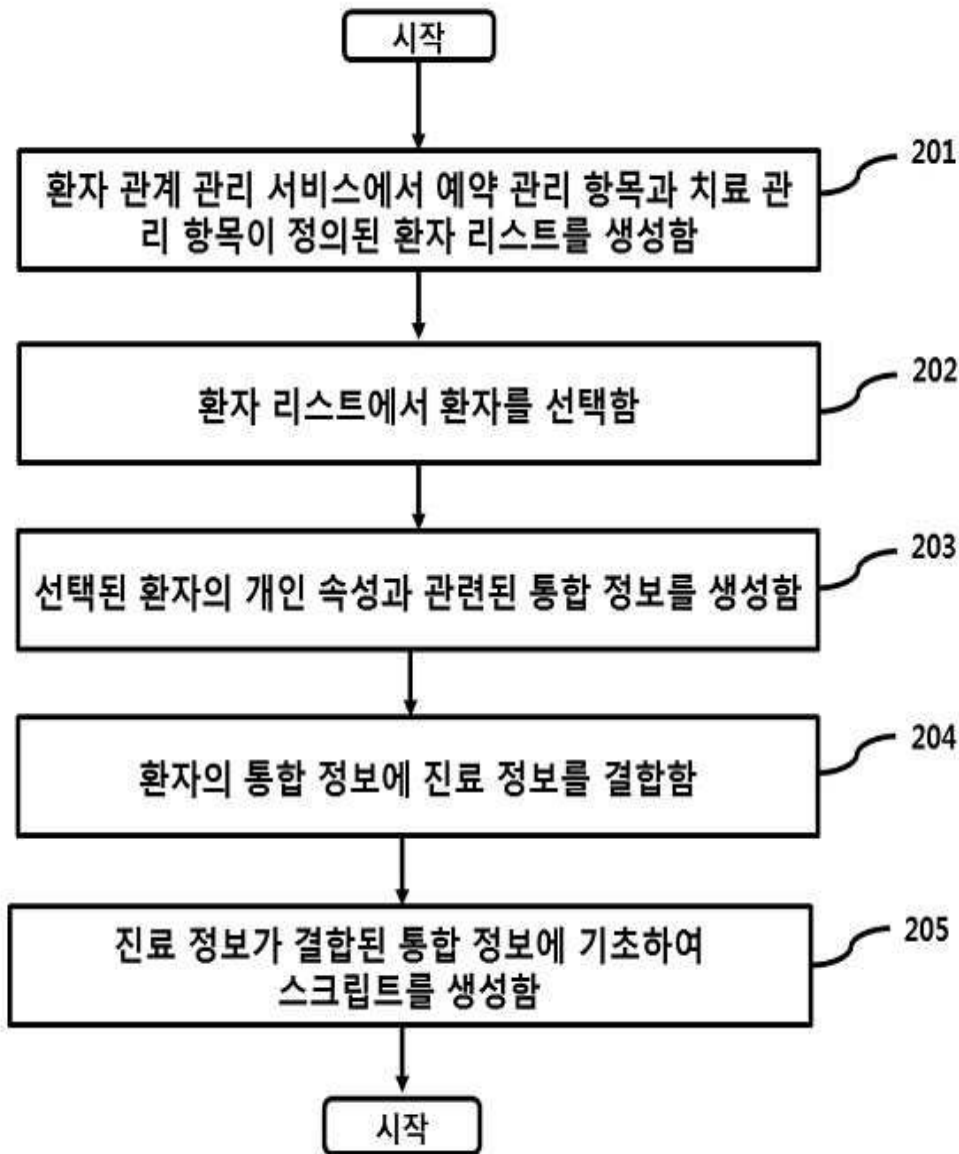 시작
환자 관계 관리 서비스에서 예약 관리 항목과 치료 관
리 항목이 정의된 환자 리스트를 생성함
201
환자 리스트에서 환자를 선택함
202
선택된 환자의 개인 속성과 관련된 통합 정보를 생성함
203
환자의 통합 정보에 진료 정보를 결합함
204
진료 정보가 결합된 통합 정보에 기초하여
스크립트를 생성함
205
시작